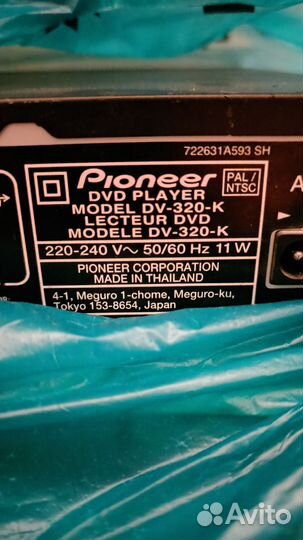 722631A593 SH
Pioneer
PAL/
NTSC
DVD PLAYER
MODEL DV-320-K
LECTEUR DVD
MODELE DV-320-K
220-240 V~ 50/60 Hz 11 W
PIONEER CORPORATION
MADE IN THAILAND
4-1, Meguro 1-chome, Meguro-ku,
Tokyo 153-8654, Japan
A
Avito